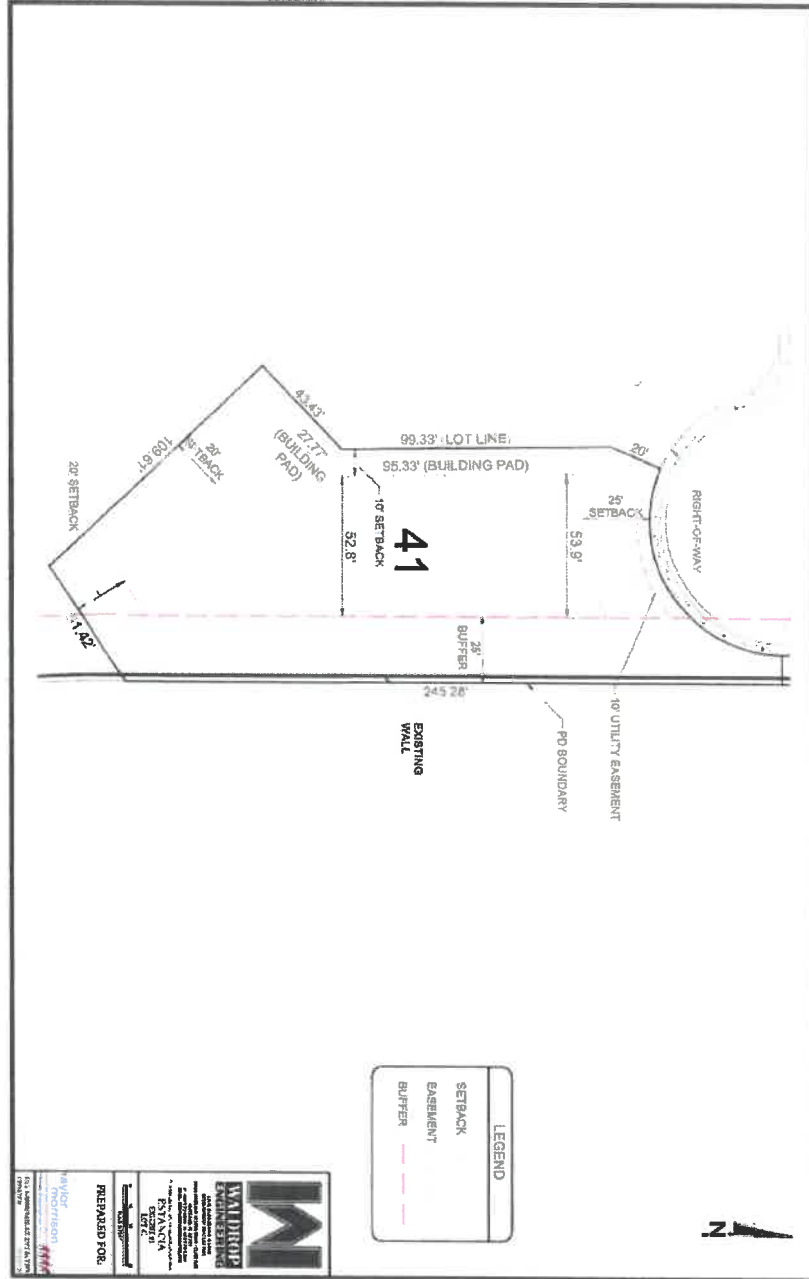 43.43'
27.77'
(BUILDING
PAD)
99.33' (LOT LINE)
95.33' (BUILDING PAD)
20'
RIGHT-OF-WAY
25'
SETBACK
10' SETBACK
41
52.8'
53.9'
109.61'
20'
SETBACK
20' SETBACK
25'
BUFFER
245.28'
EXISTING
WALL
PD BOUNDARY
10' UTILITY EASEMENT
LEGEND
SETBACK
EASEMENT
BUFFER
N
WALDROP
ENGINEERING
ESTANCIA
PREPARED FOR:
taylor
morrison